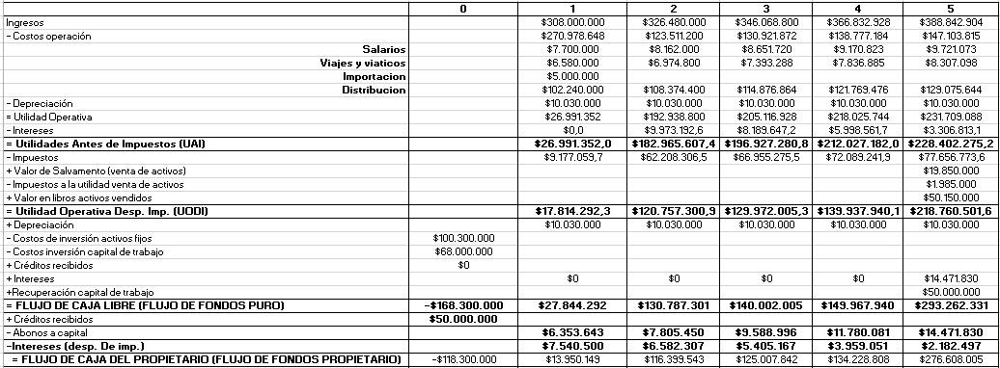 0 1 2 3 4 5
Ingresos $308.000.000 $326.480.000 $346.068.800 $366.832.928 $388.842.904
- Costos operación $270.978.648 $123.511.200 $130.921.872 $138.777.184 $147.103.815
Salarios $7.700.000 $8.162.000 $8.651.720 $9.170.823 $9.721.073
Viajes y viaticos $6.580.000 $6.974.800 $7.393.288 $7.836.885 $8.307.098
Importacion $5.000.000
Distribucion $102.240.000 $108.374.400 $114.876.864 $121.769.476 $129.075.644
- Depreciación $10.030.000 $10.030.000 $10.030.000 $10.030.000 $10.030.000
= Utilidad Operativa $26.991.352 $192.938.800 $205.116.928 $218.025.744 $231.709.088
- Intereses $0,0 $9.973.192,6 $8.189.647,2 $5.998.561,7 $3.306.813,1
= Utilidades Antes de Impuestos (UAI) $26.991.352,0 $182.965.607,4 $196.927.280,8 $212.027.182,0 $228.402.275,2
- Impuestos $9.177.059,7 $62.208.306,5 $66.955.275,5 $72.089.241,9 $77.656.773,6
+ Valor de Salvamento (venta de activos) $19.850.000
- Impuestos a la utilidad venta de activos $1.985.000
+ Valor en libros activos vendidos $50.150.000
= Utilidad Operativa Desp. Imp. (UODI) $17.814.292,3 $120.757.300,9 $129.972.005,3 $139.937.940,1 $218.760.501,6
+ Depreciación $10.030.000 $10.030.000 $10.030.000 $10.030.000 $10.030.000
- Costos de inversión activos fijos $100.300.000
- Costos inversión capital de trabajo $68.000.000
+ Créditos recibidos $0
+ Intereses $0 $0 $0 $0 $14.471.830
+Recuperación capital de trabajo $50.000.000
= FLUJO DE CAJA LIBRE (FLUJO DE FONDOS PURO) -$168.300.000 $27.844.292 $130.787.301 $140.002.005 $149.967.940 $293.262.331
+ Créditos recibidos $50.000.000
- Abonos a capital $6.353.643 $7.805.450 $9.588.996 $11.780.081 $14.471.830
-Intereses (desp. De imp.) $7.540.500 $6.582.307 $5.405.167 $3.959.051 $2.182.497
= FLUJO DE CAJA DEL PROPIETARIO (FLUJO DE FONDOS PROPIETARIO) -$118.300.000 $13.950.149 $116.399.543 $125.007.842 $134.228.808 $276.608.005